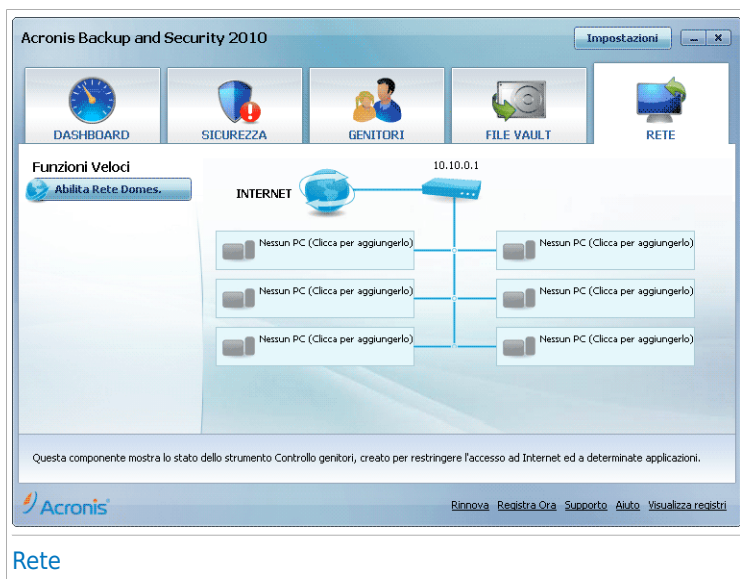 Acronis Backup and Security 2010
Impostazioni
DASHBOARD
SICUREZZA
GENITORI
FILE VAULT
RETE
Funzioni Veloci
Abilita Rete Domes.
INTERNET
10.10.0.1
Nessun PC (Clicca per aggiungerlo)
Nessun PC (Clicca per aggiungerlo)
Nessun PC (Clicca per aggiungerlo)
Nessun PC (Clicca per aggiungerlo)
Nessun PC (Clicca per aggiungerlo)
Nessun PC (Clicca per aggiungerlo)
Questa componente mostra lo stato dello strumento Controllo genitori, creato per restringere l'accesso ad Internet ed a determinate applicazioni.
Acronis
Rinnova Registra Ora Supporto Aiuto Visualizza registri
Rete